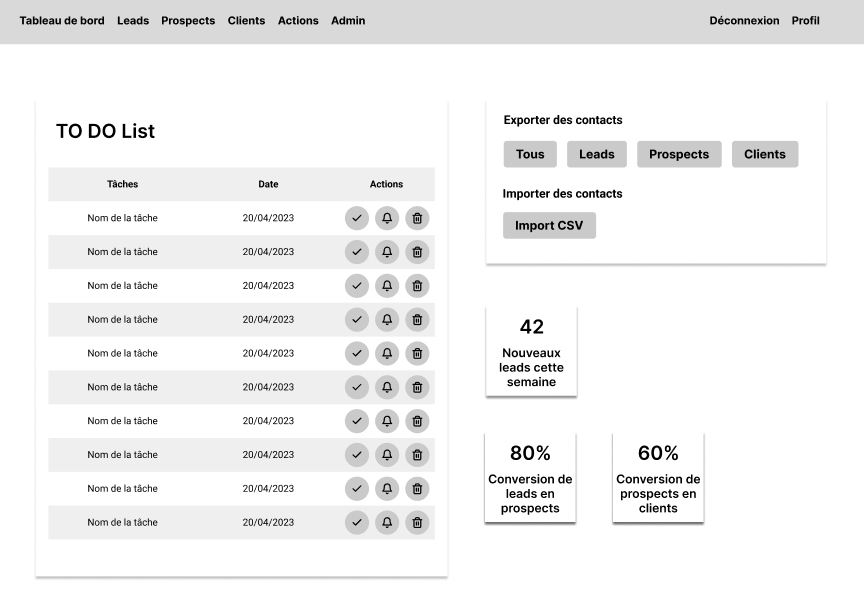 Tableau de bord Leads Prospects Clients Actions Admin Déconnexion Profil
TO DO List
Tâches Date Actions
Nom de la tâche 20/04/2023
Nom de la tâche 20/04/2023
Nom de la tâche 20/04/2023
Nom de la tâche 20/04/2023
Nom de la tâche 20/04/2023
Nom de la tâche 20/04/2023
Nom de la tâche 20/04/2023
Nom de la tâche 20/04/2023
Nom de la tâche 20/04/2023
Nom de la tâche 20/04/2023
Exporter des contacts
Tous Leads Prospects Clients
Importer des contacts
Import CSV
42
Nouveaux
leads cette
semaine
80%
Conversion de
leads en
prospects
60%
Conversion de
prospects en
clients